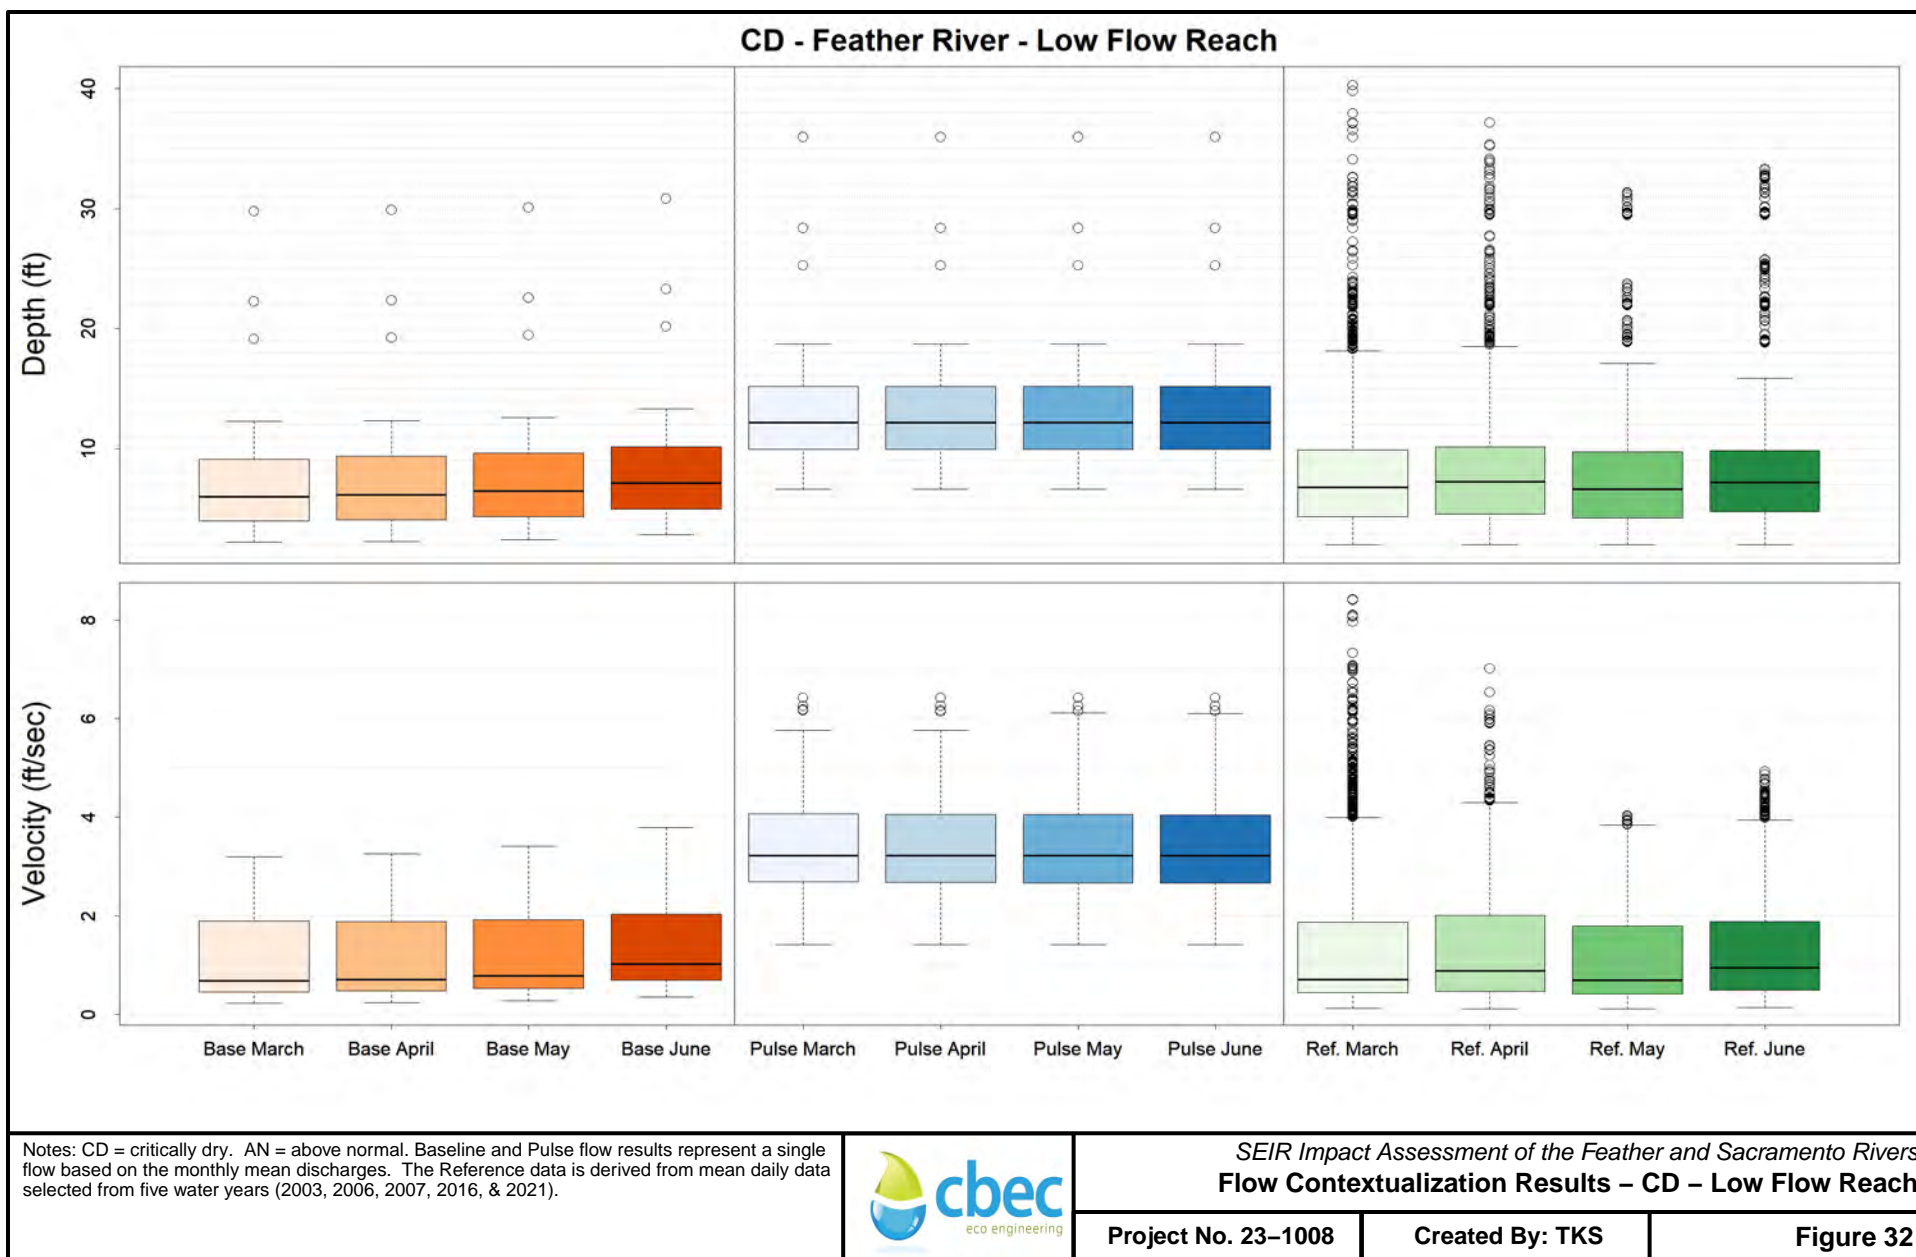 CD - Feather River - Low Flow Reach
40
30
20
10
Depth (ft)
8
6
4
2
0
Velocity (ft/sec)
Base March Base April Base May Base June Pulse March Pulse April Pulse May Pulse June Ref. March Ref. April Ref. May Ref. June
Notes: CD = critically dry. AN = above normal. Baseline and Pulse flow results represent a single
flow based on the monthly mean discharges. The Reference data is derived from mean daily data
selected from five water years (2003, 2006, 2007, 2016, & 2021).
cbec
eco engineering
SEIR Impact Assessment of the Feather and Sacramento Rivers
Flow Contextualization Results – CD – Low Flow Reach
Project No. 23–1008
Created By: TKS
Figure 32